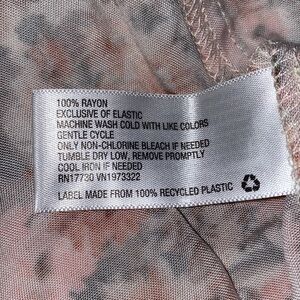 100% RAYON
EXCLUSIVE OF ELASTIC
MACHINE WASH COLD WITH LIKE COLORS
GENTLE CYCLE
ONLY NON-CHLORINE BLEACH IF NEEDED
TUMBLE DRY LOW, REMOVE PROMPTLY
COOL IRON IF NEEDED
RN17730 VN1973322
LABEL MADE FROM 100% RECYCLED PLASTIC